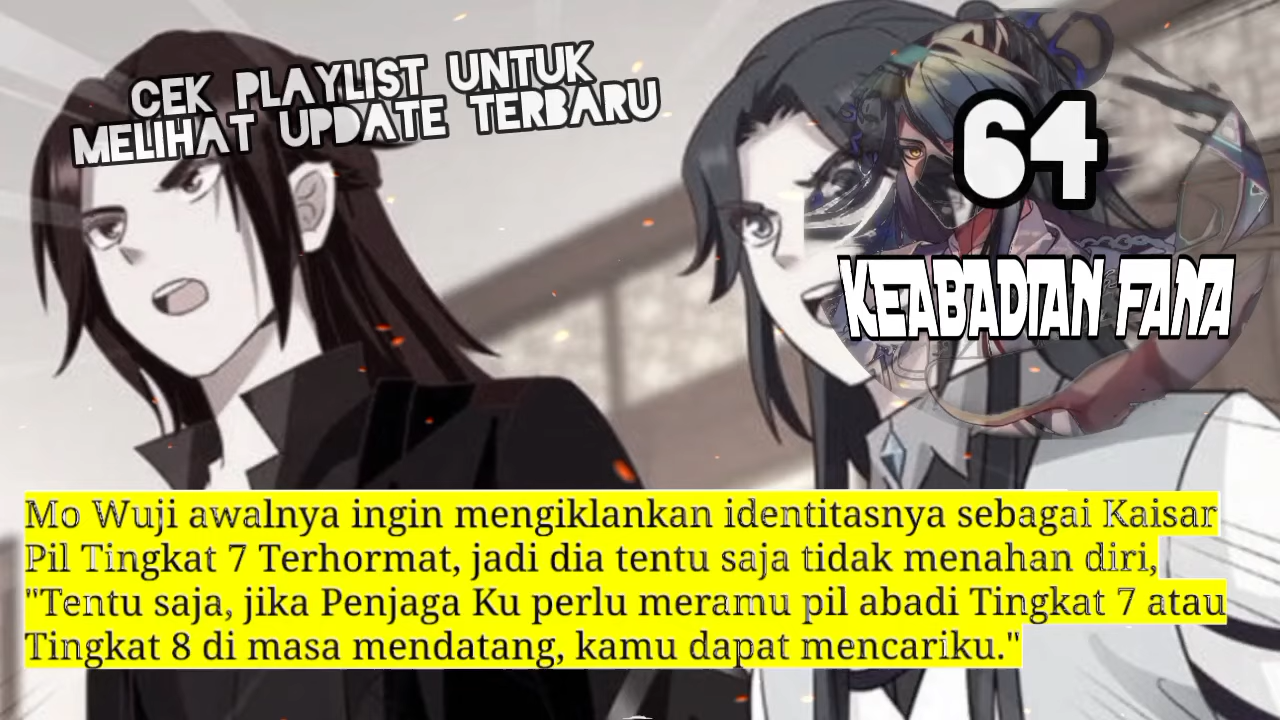 CEK PLAYLIST UNTUK
MELIHAT UPDATE TERBARU
64
KEABADIAN FANA
Mo Wuji awalnya ingin mengiklankan identitasnya sebagai Kaisar
Pil Tingkat 7 Terhormat, jadi dia tentu saja tidak menahan diri,
"Tentu saja, jika Penjaga Ku perlu meramu pil abadi Tingkat 7 atau
Tingkat 8 di masa mendatang, kamu dapat mencariku."